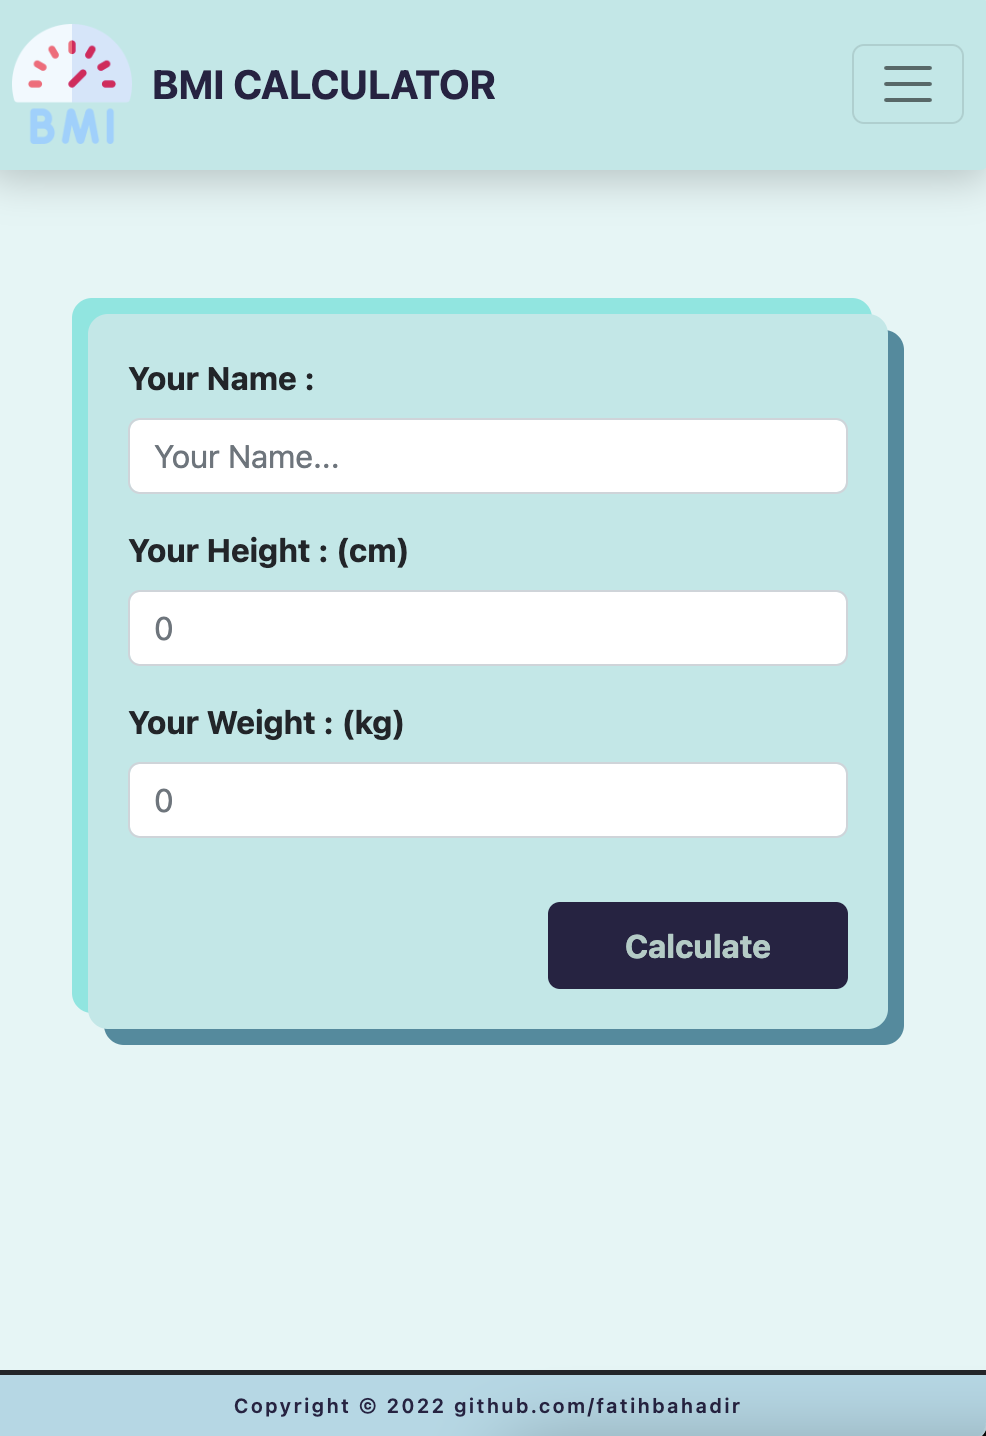 BMI
BMI CALCULATOR
Your Name :
Your Name...
Your Height : (cm)
0
Your Weight : (kg)
0
Calculate
Copyright © 2022 github.com/fatihbahadir